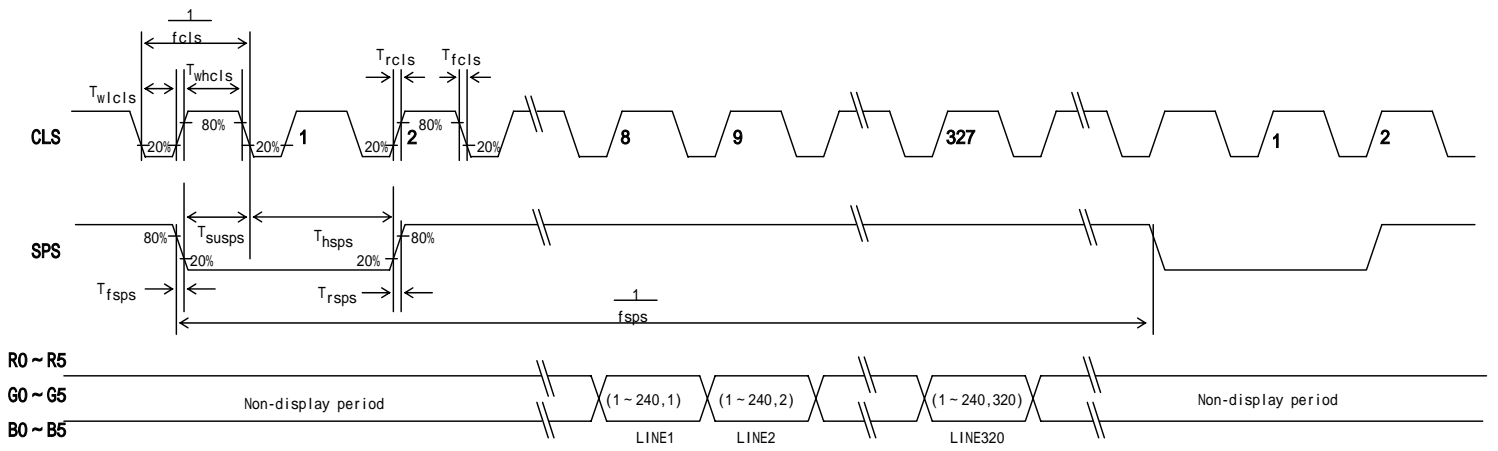 1
fcls
Twhcls
Twlcls
Trcls
Tfcls
CLS
20%
80%
20%
1
20%
2
80%
20%
8
9
327
1
2
SPS
80%
20%
Tsusps
Thsps
20%
80%
Tfsps
Trsps
1
fsps
R0 ~ R5
G0 ~ G5
B0 ~ B5
Non-display period
(1 ~ 240,1)
(1 ~ 240,2)
(1 ~ 240,320)
Non-display period
LINE1
LINE2
LINE320